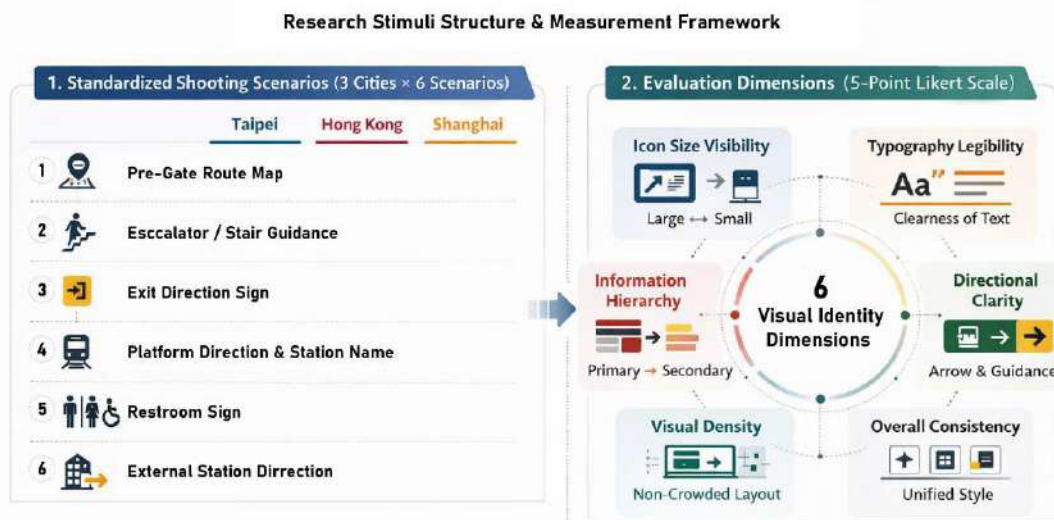 Research Stimuli Structure & Measurement Framework
1. Standardized Shooting Scenarios (3 Cities × 6 Scenarios)
Taipei Hong Kong Shanghai
1 Pre-Gate Route Map
2 Esccalator / Stair Guidance
3 Exit Direction Sign
4 Platform Direction & Station Name
5 Restroom Sign
6 External Station Dirrection
2. Evaluation Dimensions (5-Point Likert Scale)
Icon Size Visibility
Large ↔ Small
Typography Legibility
Aa"
Clearness of Text
Information
Hierarchy
Primary → Secondary
6
Visual Identity
Dimensions
Directional
Clarity
Arrow & Guidance
Visual Density
Non-Crowded Layout
Overall Consistency
Unified Style